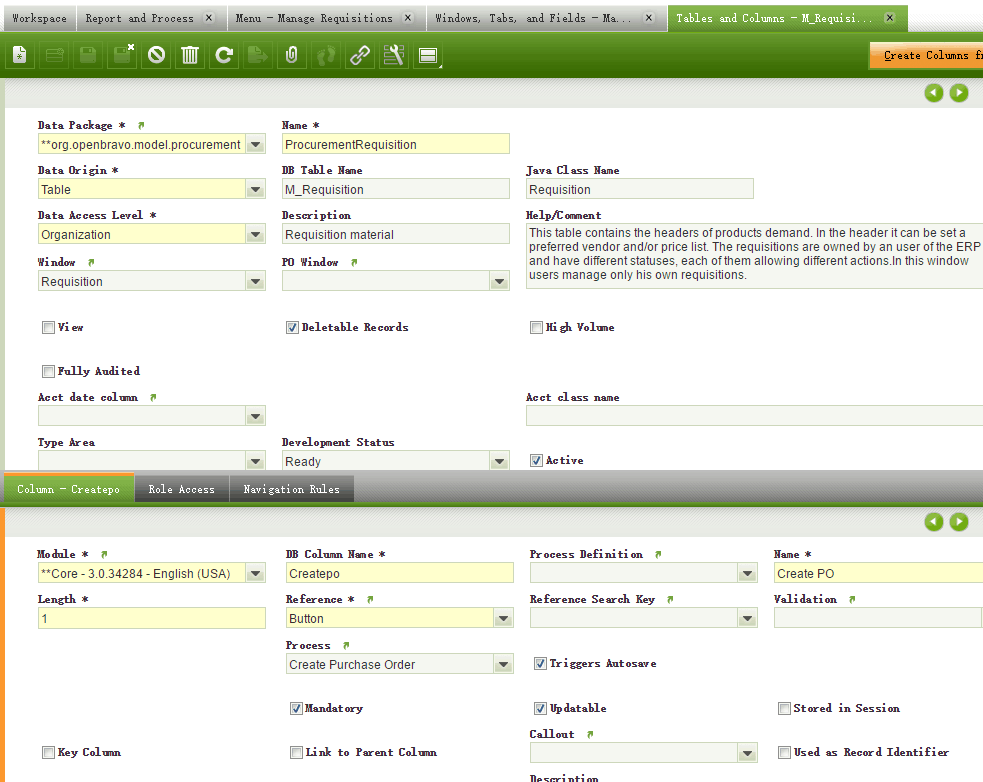 Workspace
Report and Process
Menu - Manage Requisitions
Windows, Tabs, and Fields - Ma...
Tables and Columns - M_Requisi...
Create Columns f
Data Package *
Name *
**org.openbravo.model.procurement
ProcurementRequisition
Data Origin *
DB Table Name
Java Class Name
Table
M_Requisition
Requisition
Data Access Level *
Description
Help/Comment
Organization
Requisition material
This table contains the headers of products demand. In the header it can be set a
preferred vendor and/or price list. The requisitions are owned by an user of the ERP
and have different statuses, each of them allowing different actions.In this window
users manage only his own requisitions.
Window
PO Window
Requisition
View
Deletable Records
High Volume
Fully Audited
Acct date column
Acct class name
Type Area
Development Status
Ready
Active
Column - Createpo
Role Access
Navigation Rules
Module *
DB Column Name *
Process Definition
Name *
**Core - 3.0.34284 - English (USA)
Createpo
Create PO
Length *
Reference *
Reference Search Key
Validation
1
Button
Process
Create Purchase Order
Triggers Autosave
Mandatory
Updatable
Stored in Session
Callout
Key Column
Link to Parent Column
Used as Record Identifier
Description